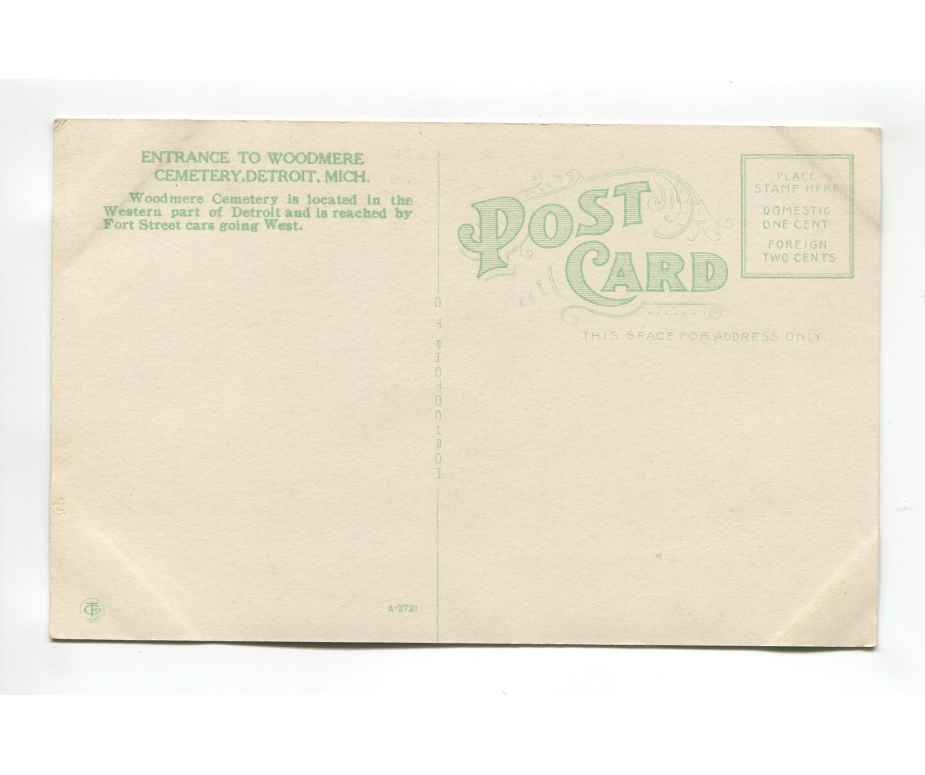 ENTRANCE TO WOODMERE
CEMETERY, DETROIT, MICH.
Woodmere Cemetery is located in the
Western part of Detroit and is reached by
Fort Street cars going West.
POST
CARD
PLACE
STAMP HERE
DOMESTIC
ONE CENT
FOREIGN
TWO CENTS
THIS SPACE FOR ADDRESS ONLY.
A-2721